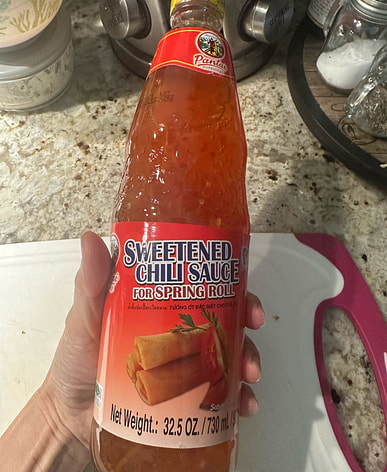 Pantai
SWEETENED
CHILI SAUCE
FOR SPRING ROLL
Net Weight.: 32.5 OZ. / 730 mL